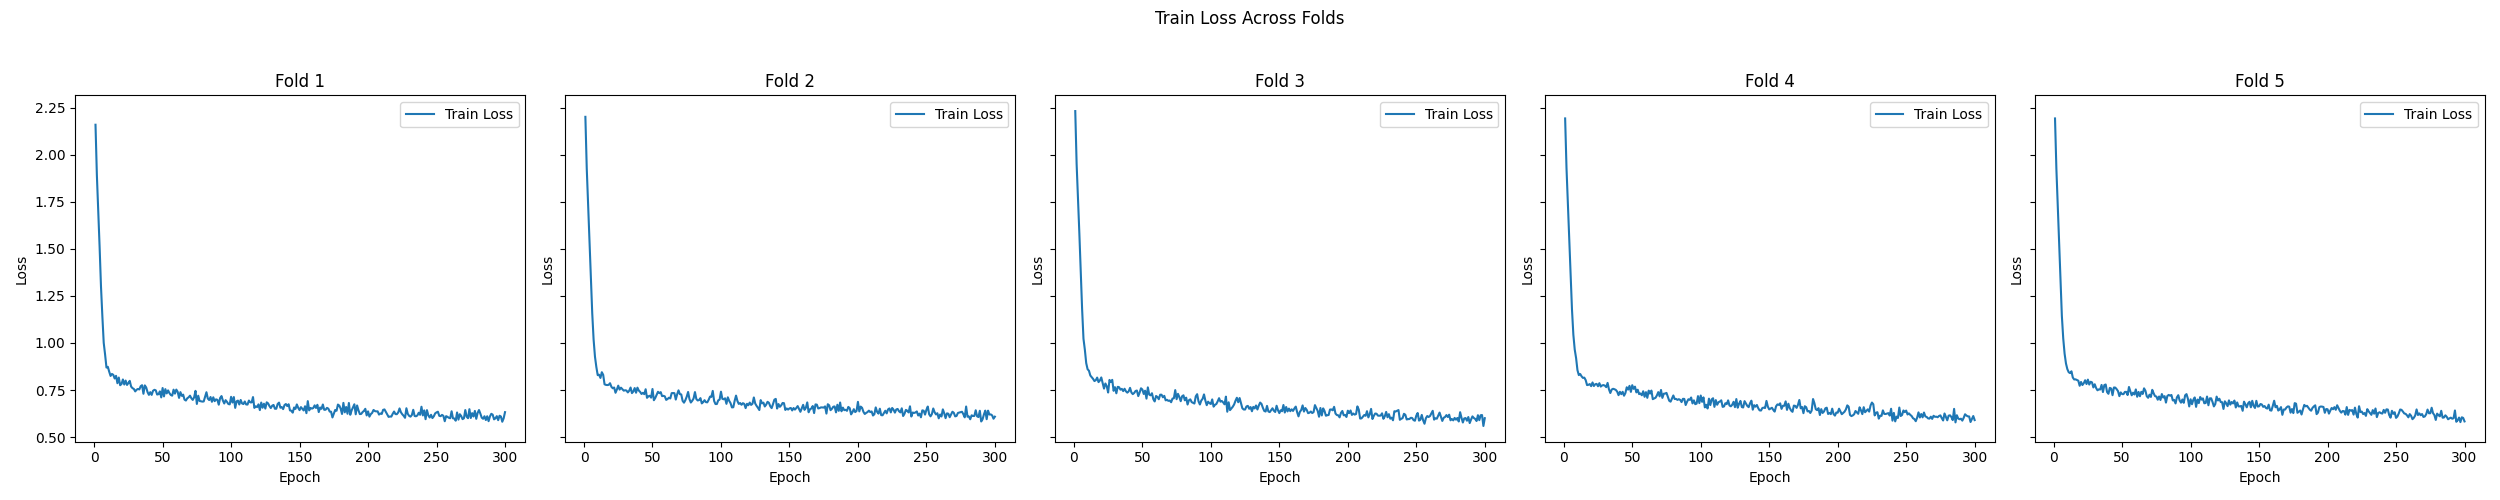 Train Loss Across Folds
Fold 1
Train Loss
2.25
2.00
1.75
1.50
1.25
1.00
0.75
0.50
Loss
0 50 100 150 200 250 300
Epoch
Fold 2
Train Loss
Loss
0 50 100 150 200 250 300
Epoch
Fold 3
Train Loss
Loss
0 50 100 150 200 250 300
Epoch
Fold 4
Train Loss
Loss
0 50 100 150 200 250 300
Epoch
Fold 5
Train Loss
Loss
0 50 100 150 200 250 300
Epoch